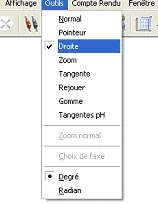 Affichage Outils Compte Rendu Fenêtre
Normal
Pointeur
Droite
Zoom
Tangente
Rejouer
Gomme
Tangentes pH
Zoom normal
Choix de l'axe
Degré
Radian